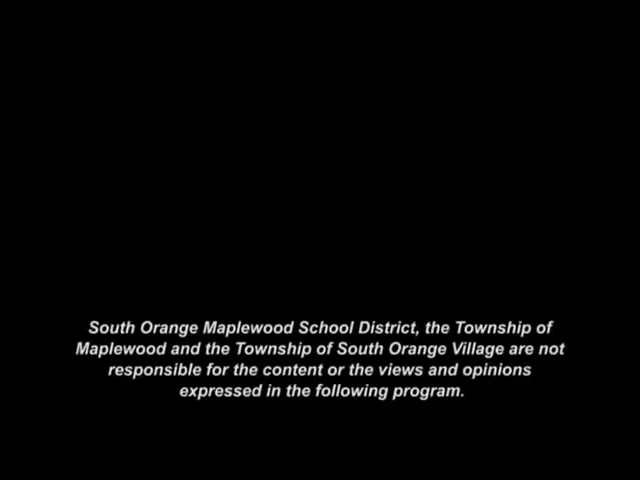 South Orange Maplewood School District, the Township of
Maplewood and the Township of South Orange Village are not
responsible for the content or the views and opinions
expressed in the following program.